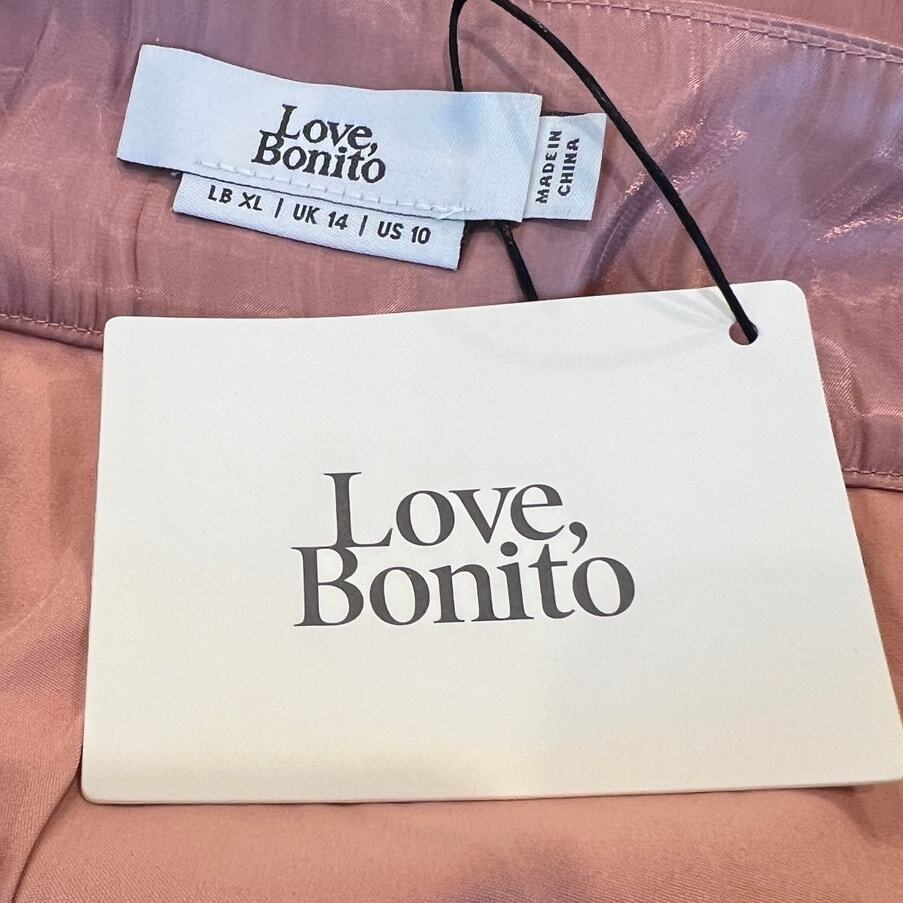 Love,
Bonito
LB XL | UK 14 | US 10
MADE IN
CHINA
Love,
Bonito